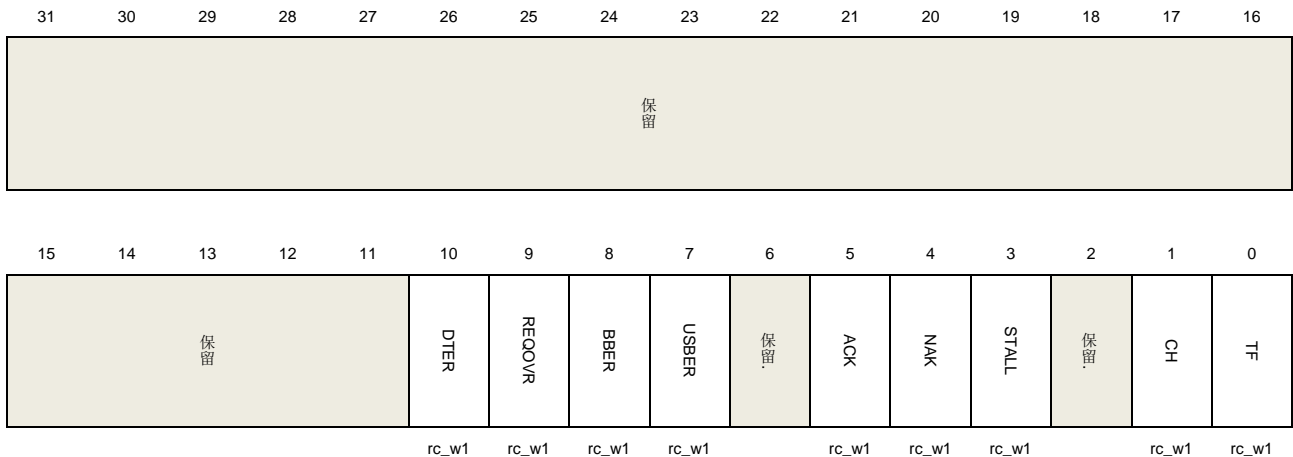 31 30 29 28 27 26 25 24 23 22 21 20 19 18 17 16
保留
15 14 13 12 11 10 9 8 7 6 5 4 3 2 1 0
保留 DTER REQOVR BBER USBER 保留. ACK NAK STALL 保留. CH TF
rc_w1 rc_w1 rc_w1 rc_w1 rc_w1 rc_w1 rc_w1 rc_w1 rc_w1